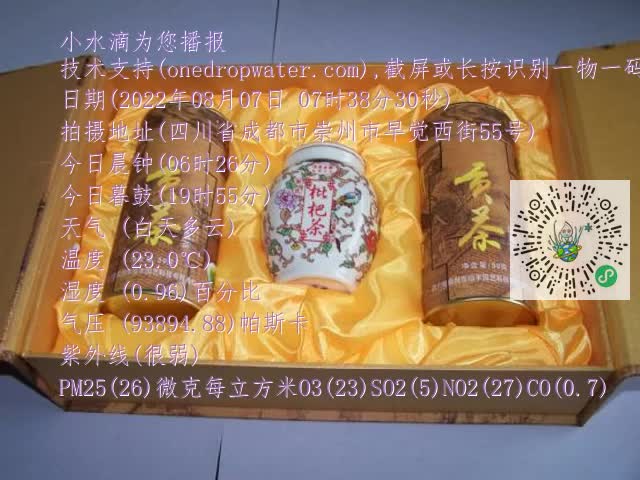 小水滴为您播报
技术支持(onedropwater.com),截屏或长按识别一物一码
日期(2022年08月07日 07时38分30秒)
拍摄地址(四川省成都市崇州市早觉西街55号)
今日晨钟(06时26分)
今日暮鼓(19时55分)
天气 (白天多云)
温度 (23.0℃)
湿度 (0.96)百分比
气压 (93894.88)帕斯卡
紫外线(很弱)
PM25(26)微克每立方米O3(23)SO2(5)NO2(27)CO(0.7)
贡茶
枇杷茶
贡茶